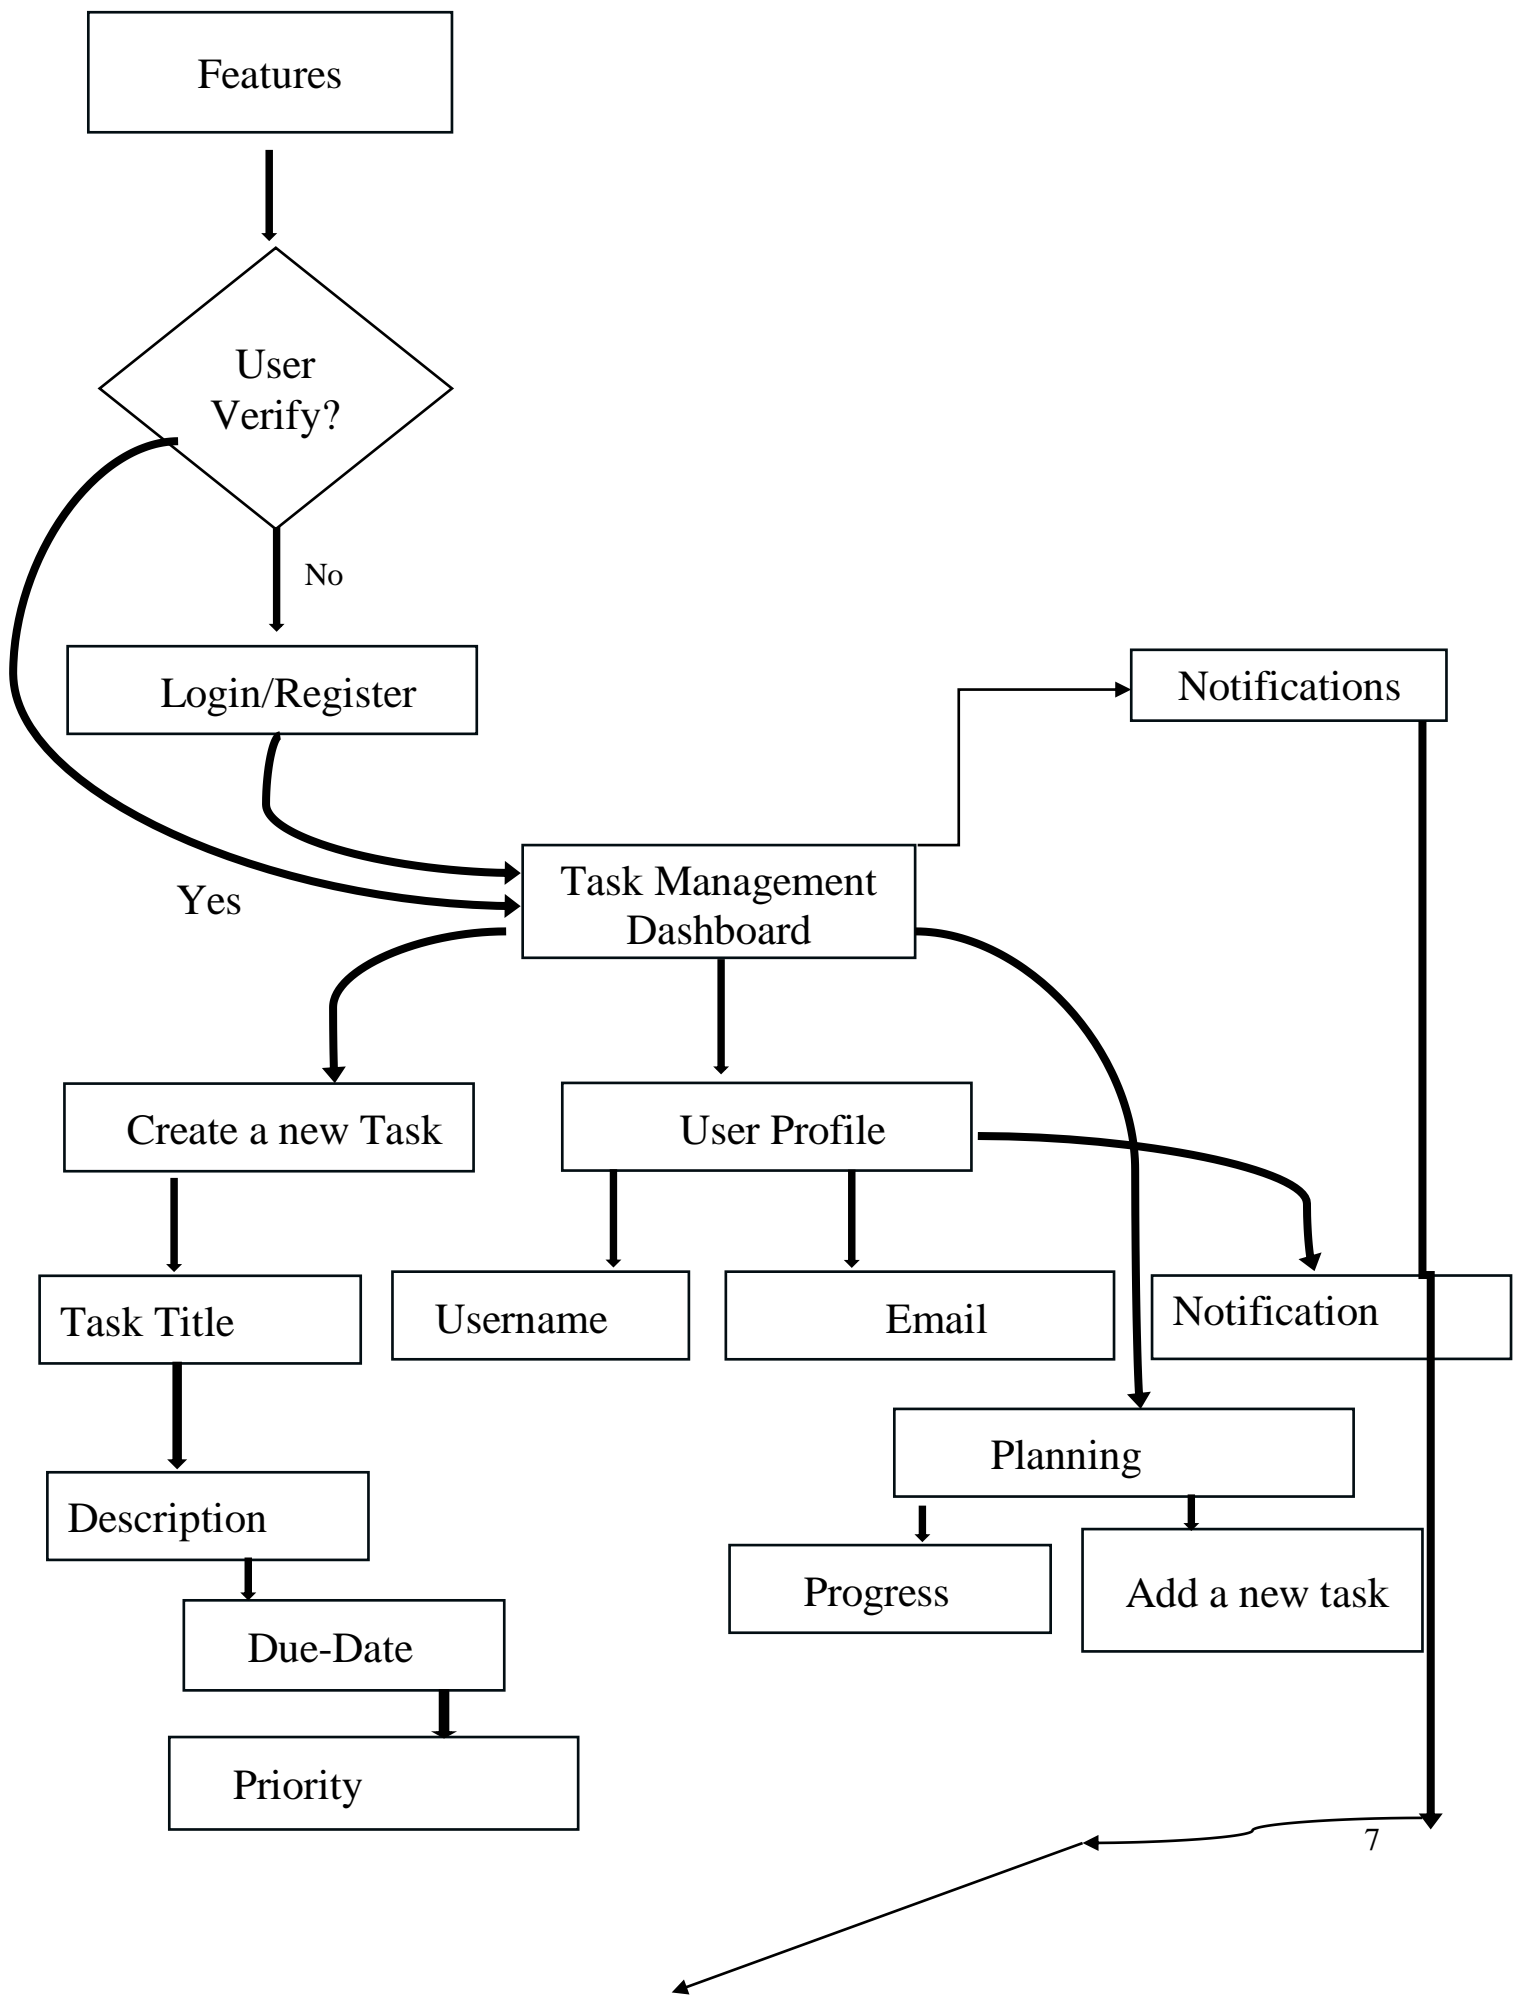 Features
User
Verify?
No
Login/Register
Notifications
Yes
Task Management
Dashboard
Create a new Task
User Profile
Task Title
Username
Email
Notification
Planning
Description
Progress
Add a new task
Due-Date
Priority
7